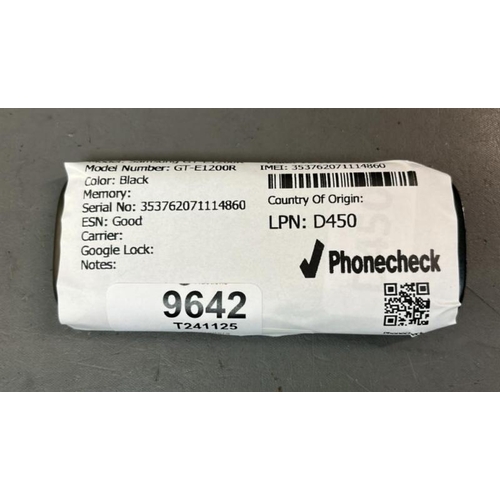 Model Number: GT-E1200R
IMEI: 353762071114860
Color: Black
Memory:
Serial No: 353762071114860
ESN: Good
Carrier:
Google Lock:
Notes:
Country Of Origin:
LPN: D450
Phonecheck
9642
T241125